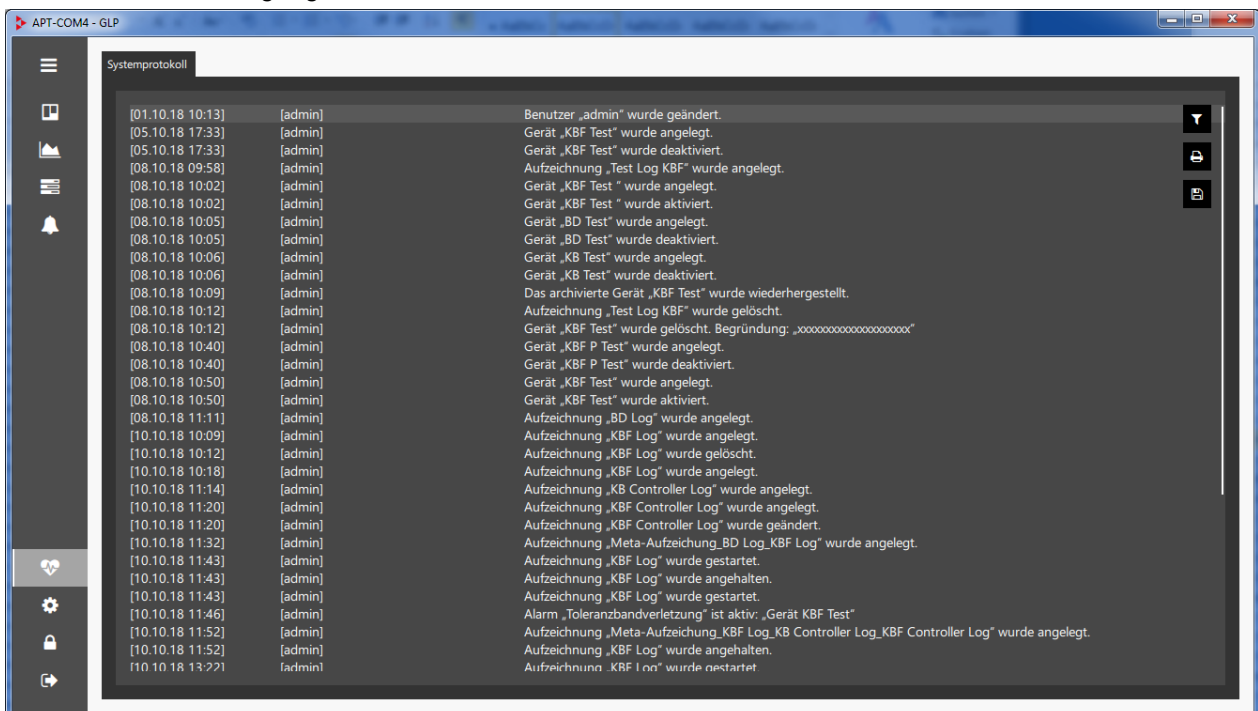 APT-COM4 - GLP
Systemprotokoll
[01.10.18 10:13] [admin] Benutzer „admin“ wurde geändert.
[05.10.18 17:33] [admin] Gerät „KBF Test“ wurde angelegt.
[05.10.18 17:33] [admin] Gerät „KBF Test“ wurde deaktiviert.
[08.10.18 09:58] [admin] Aufzeichnung „Test Log KBF“ wurde angelegt.
[08.10.18 10:02] [admin] Gerät „KBF Test “ wurde angelegt.
[08.10.18 10:02] [admin] Gerät „KBF Test “ wurde aktiviert.
[08.10.18 10:05] [admin] Gerät „BD Test“ wurde angelegt.
[08.10.18 10:05] [admin] Gerät „BD Test“ wurde deaktiviert.
[08.10.18 10:06] [admin] Gerät „KB Test“ wurde angelegt.
[08.10.18 10:06] [admin] Gerät „KB Test“ wurde deaktiviert.
[08.10.18 10:09] [admin] Das archivierte Gerät „KBF Test“ wurde wiederhergestellt.
[08.10.18 10:12] [admin] Aufzeichnung „Test Log KBF“ wurde gelöscht.
[08.10.18 10:12] [admin] Gerät „KBF Test“ wurde gelöscht. Begründung: „xxxxxxxxxxxxxxxxxxxx“
[08.10.18 10:40] [admin] Gerät „KBF P Test“ wurde angelegt.
[08.10.18 10:40] [admin] Gerät „KBF P Test“ wurde deaktiviert.
[08.10.18 10:50] [admin] Gerät „KBF Test“ wurde angelegt.
[08.10.18 10:50] [admin] Gerät „KBF Test“ wurde aktiviert.
[08.10.18 11:11] [admin] Aufzeichnung „BD Log“ wurde angelegt.
[10.10.18 10:09] [admin] Aufzeichnung „KBF Log“ wurde angelegt.
[10.10.18 10:12] [admin] Aufzeichnung „KBF Log“ wurde gelöscht.
[10.10.18 10:18] [admin] Aufzeichnung „KBF Log“ wurde angelegt.
[10.10.18 11:14] [admin] Aufzeichnung „KB Controller Log“ wurde angelegt.
[10.10.18 11:20] [admin] Aufzeichnung „KBF Controller Log“ wurde angelegt.
[10.10.18 11:20] [admin] Aufzeichnung „KBF Controller Log“ wurde geändert.
[10.10.18 11:32] [admin] Aufzeichnung „Meta-Aufzeichung_BD Log_KBF Log“ wurde angelegt.
[10.10.18 11:43] [admin] Aufzeichnung „KBF Log“ wurde gestartet.
[10.10.18 11:43] [admin] Aufzeichnung „KBF Log“ wurde angehalten.
[10.10.18 11:43] [admin] Aufzeichnung „KBF Log“ wurde gestartet.
[10.10.18 11:46] [admin] Alarm „Toleranzbandverletzung“ ist aktiv: „Gerät KBF Test“
[10.10.18 11:52] [admin] Aufzeichnung „Meta-Aufzeichung_KBF Log_KB Controller Log_KBF Controller Log“ wurde angelegt.
[10.10.18 11:52] [admin] Aufzeichnung „KBF Log“ wurde angehalten.
[10.10.18 13:22] [admin] Aufzeichnung „KBF Log“ wurde gestartet.